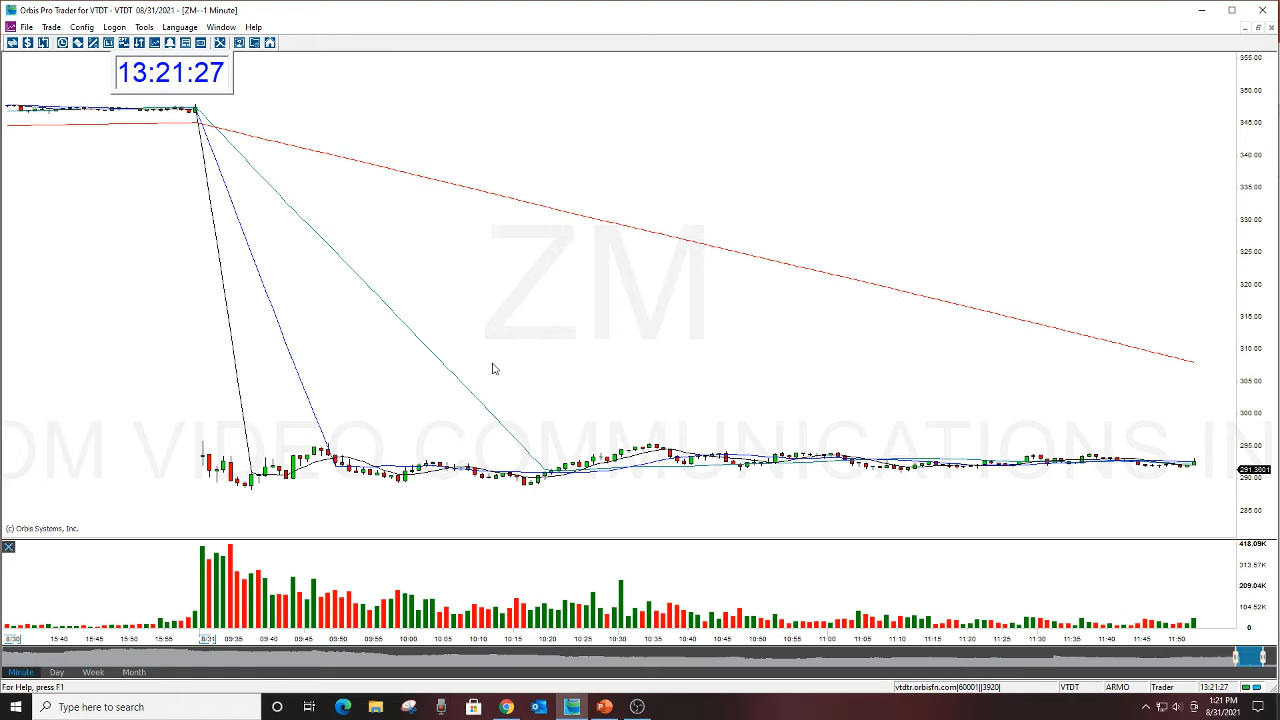 Orbis Pro Trader for VTDT - VTDT 08/31/2021 - [ZM--1 Minute]
File Trade Config Logon Tools Language Window Help
13:21:27
355.00
350.00
345.00
340.00
335.00
330.00
325.00
320.00
315.00
310.00
305.00
300.00
295.00
291.3601
290.00
285.00
ZM
OM VIDEO COMMUNICATIONS IN
(c) Orbis Systems, Inc.
418.09K
313.57K
209.04K
104.52K
0
8/30 15:40 15:45 15:50 15:55 8/31 09:35 09:40 09:45 09:50 09:55 10:00 10:05 10:10 10:15 10:20 10:25 10:30 10:35 10:40 10:45 10:50 10:55 11:00 11:05 11:10 11:15 11:20 11:25 11:30 11:35 11:40 11:45 11:50
Minute Day Week Month
For Help, press F1
vtdtr.orbisfn.com|60001||3920| VTDT ARMO Trader 13:21:27
Type here to search
1:21 PM
8/31/2021